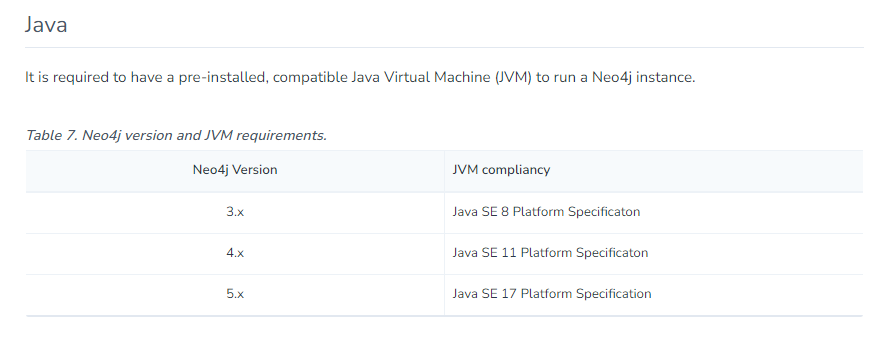 Java
It is required to have a pre-installed, compatible Java Virtual Machine (JVM) to run a Neo4j instance.
Table 7. Neo4j version and JVM requirements.
Neo4j Version JVM compliancy
3.x Java SE 8 Platform Specificaton
4.x Java SE 11 Platform Specificaton
5.x Java SE 17 Platform Specification